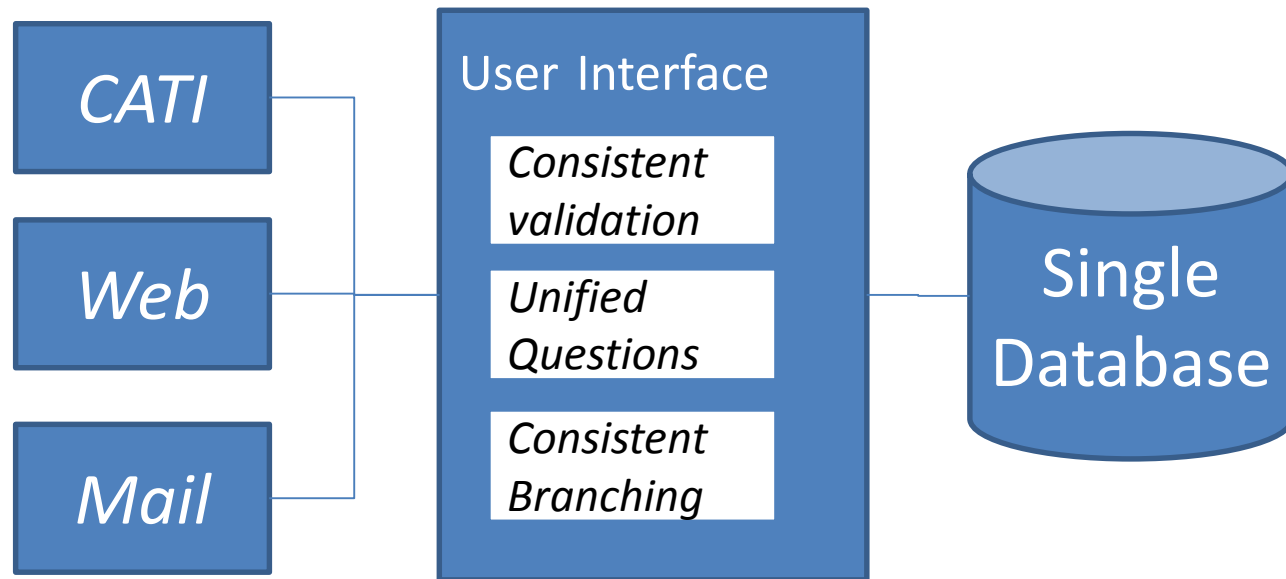 CATI
Web
Mail
User Interface
Consistent
validation
Unified
Questions
Consistent
Branching
Single
Database